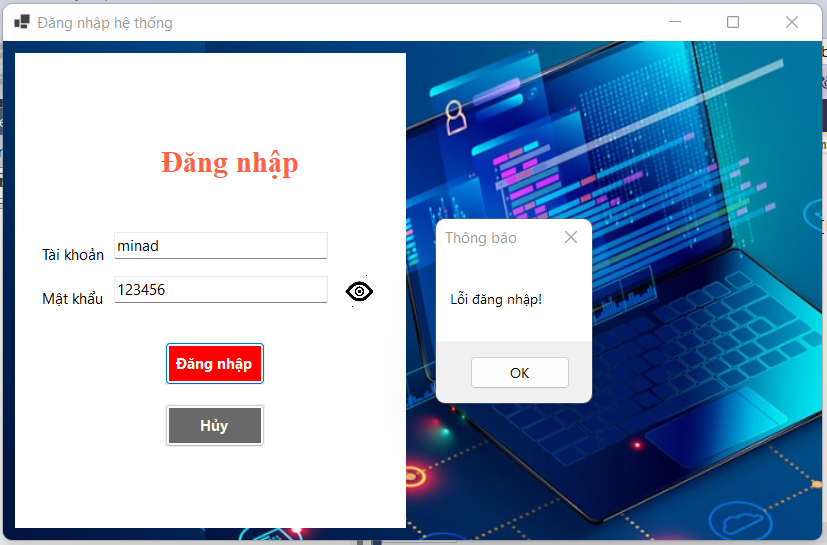 Đăng nhập hệ thống
Đăng nhập
Tài khoản minad
Mật khẩu 123456
Đăng nhập
Hủy
Thông báo
Lỗi đăng nhập!
OK